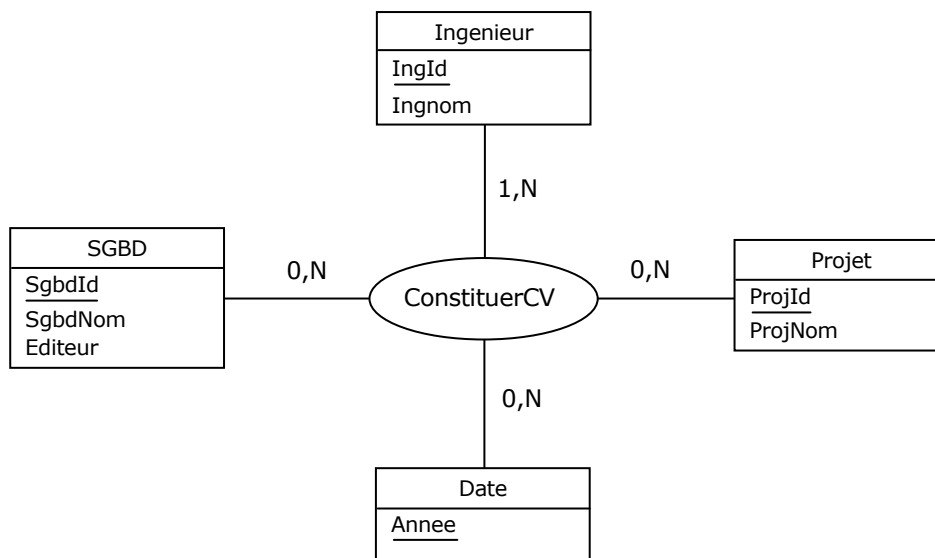 Ingenieur
IngId
Ingnom
1,N
SGBD
SgbdId
SgbdNom
Editeur
0,N
ConstituerCV
0,N
Projet
ProjId
ProjNom
0,N
Date
Annee